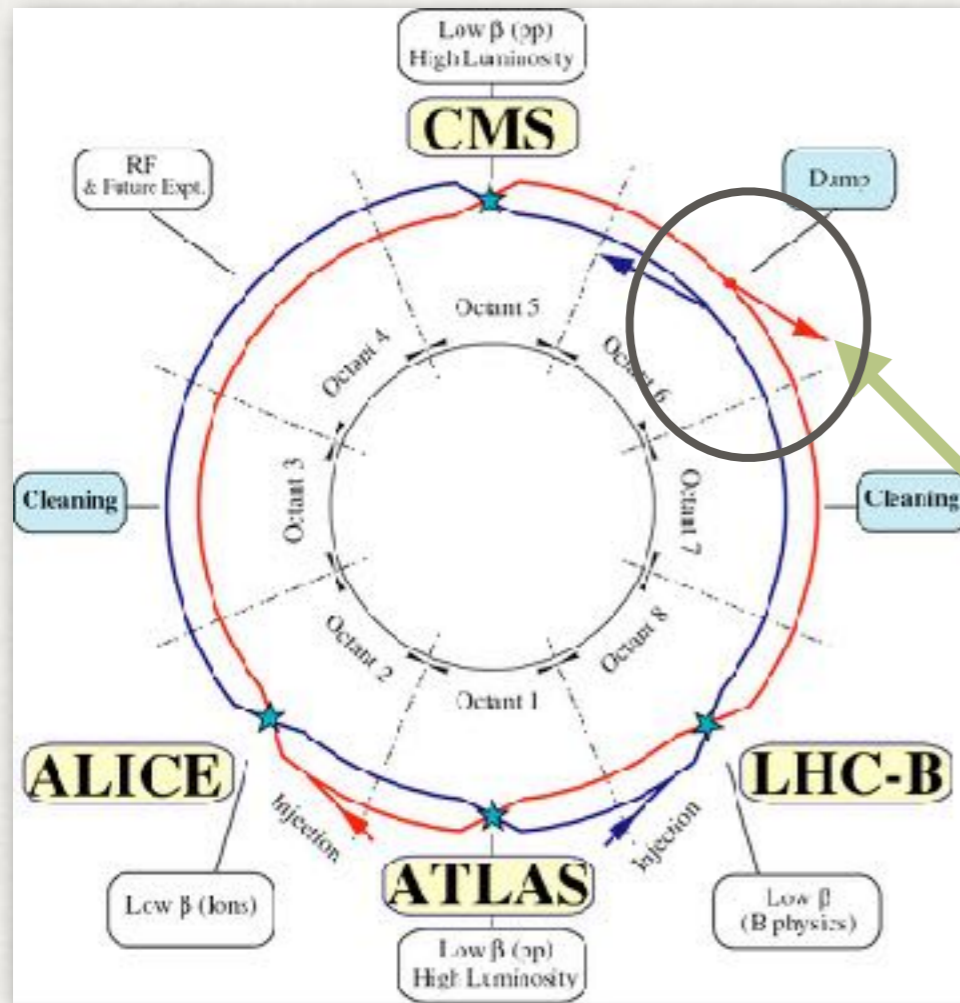 Low β (pp)
High Luminosity
CMS
RF
& Future Expt.
Dump
Octant 5
Octant 4
Octant 6
Cleaning
Octant 3
Octant 7
Cleaning
Octant 2
Octant 8
Octant 1
ALICE
LHC-B
Injection
Injection
ATLAS
Low β (Ions)
Low β
(B physics)
Low β (pp)
High Luminosity